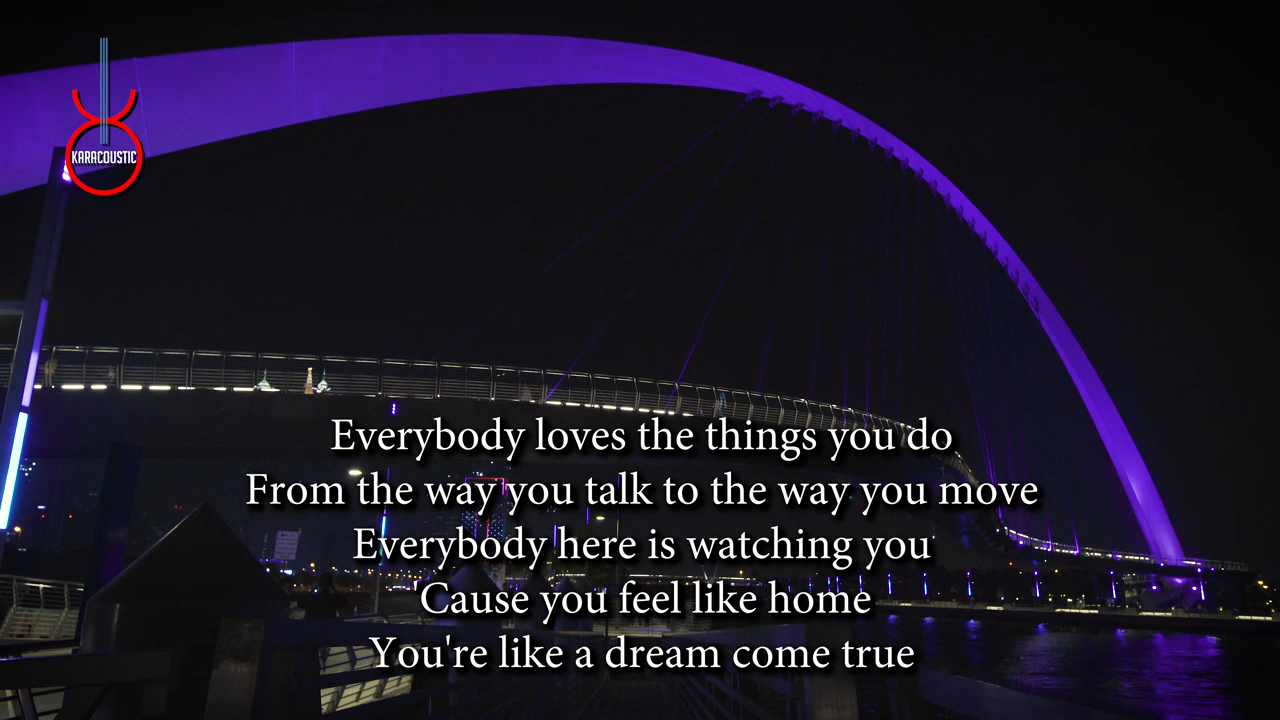 KARACOUSTIC
Everybody loves the things you do
From the way you talk to the way you move
Everybody here is watching you
'Cause you feel like home
You're like a dream come true